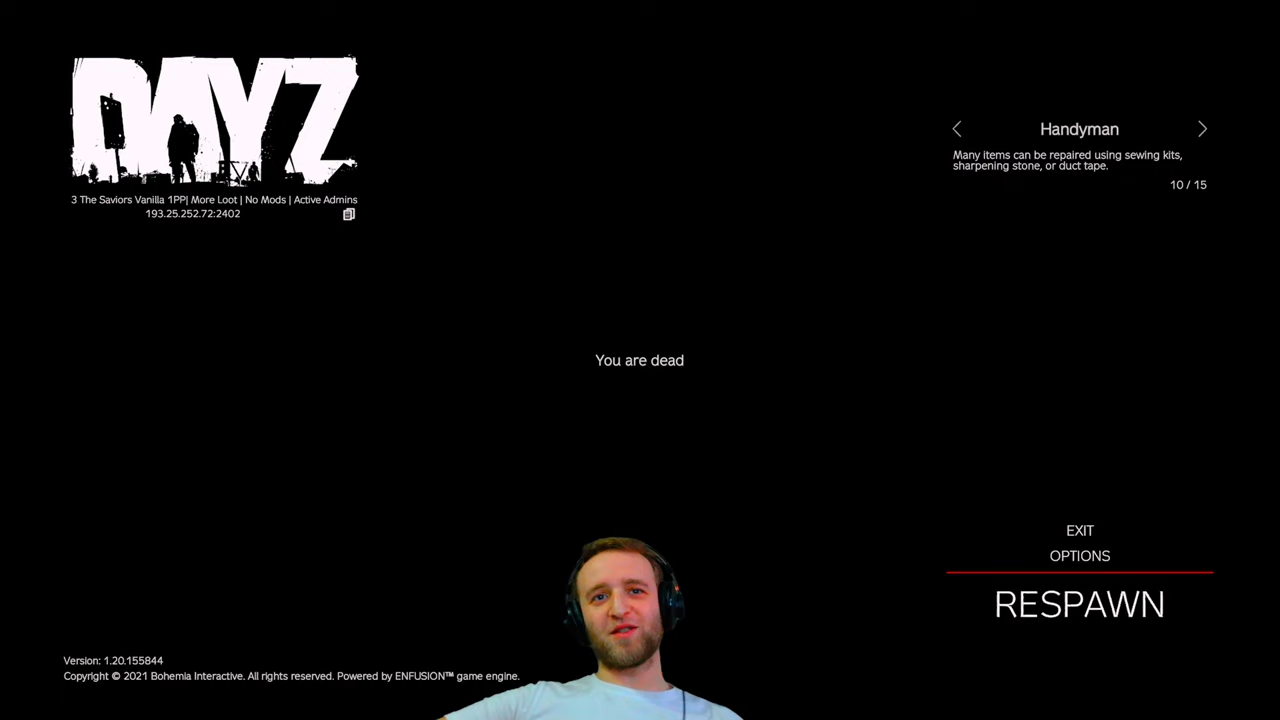 DAYZ
3 The Saviors Vanilla 1PP| More Loot | No Mods | Active Admins
193.25.252.72:2402
Handyman
Many items can be repaired using sewing kits,
sharpening stone, or duct tape.
10 / 15
You are dead
EXIT
OPTIONS
RESPAWN
Version: 1.20.155844
Copyright © 2021 Bohemia Interactive. All rights reserved. Powered by ENFUSION™ game engine.